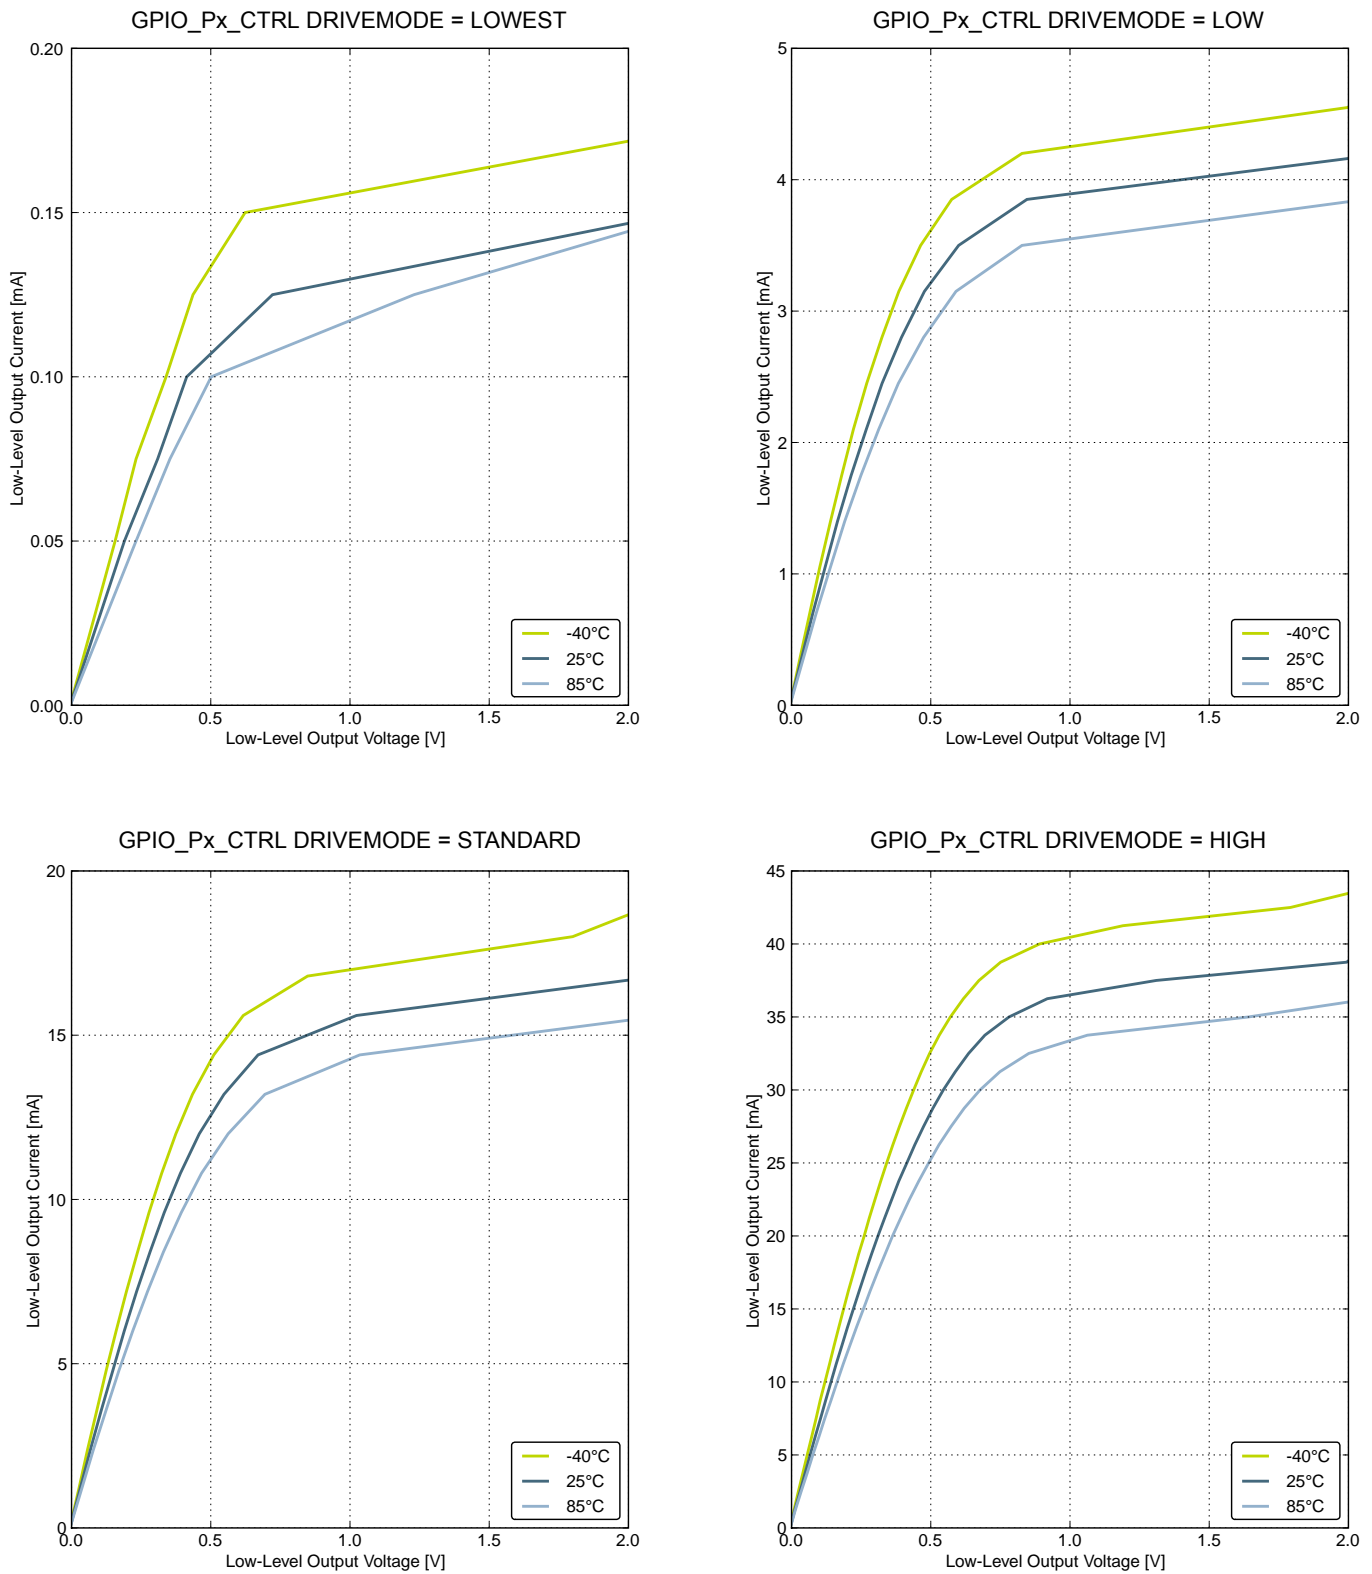 GPIO_Px_CTRL DRIVEMODE = LOWEST
0.20
0.15
0.10
0.05
0.00
Low-Level Output Current [mA]
-40°C
25°C
85°C
0.0 0.5 1.0 1.5 2.0
Low-Level Output Voltage [V]
GPIO_Px_CTRL DRIVEMODE = LOW
5
4
3
2
1
0
Low-Level Output Current [mA]
-40°C
25°C
85°C
0.0 0.5 1.0 1.5 2.0
Low-Level Output Voltage [V]
GPIO_Px_CTRL DRIVEMODE = STANDARD
20
15
10
5
0
Low-Level Output Current [mA]
-40°C
25°C
85°C
0.0 0.5 1.0 1.5 2.0
Low-Level Output Voltage [V]
GPIO_Px_CTRL DRIVEMODE = HIGH
45
40
35
30
25
20
15
10
5
0
Low-Level Output Current [mA]
-40°C
25°C
85°C
0.0 0.5 1.0 1.5 2.0
Low-Level Output Voltage [V]